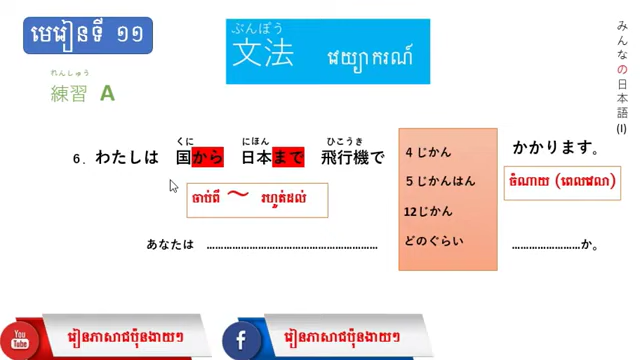 មេរៀនទី ១១
ぶんぽう
文法 វេយ្យាករណ៍
みんなの日本語(I)
れんしゅう
練習 A
くに にほん ひこうき
6. わたしは 国から 日本まで 飛行機で
4じかん
5じかんはん
12じかん
どのぐらい
かかります。
ចាប់ពី ~ រហូតដល់
ចំណាយ (ពេលវេលា)
あなたは ………………………………………………… ……………………か。
You Tube
រៀនភាសាជប៉ុនងាយៗ
f
រៀនភាសាជប៉ុនងាយៗ